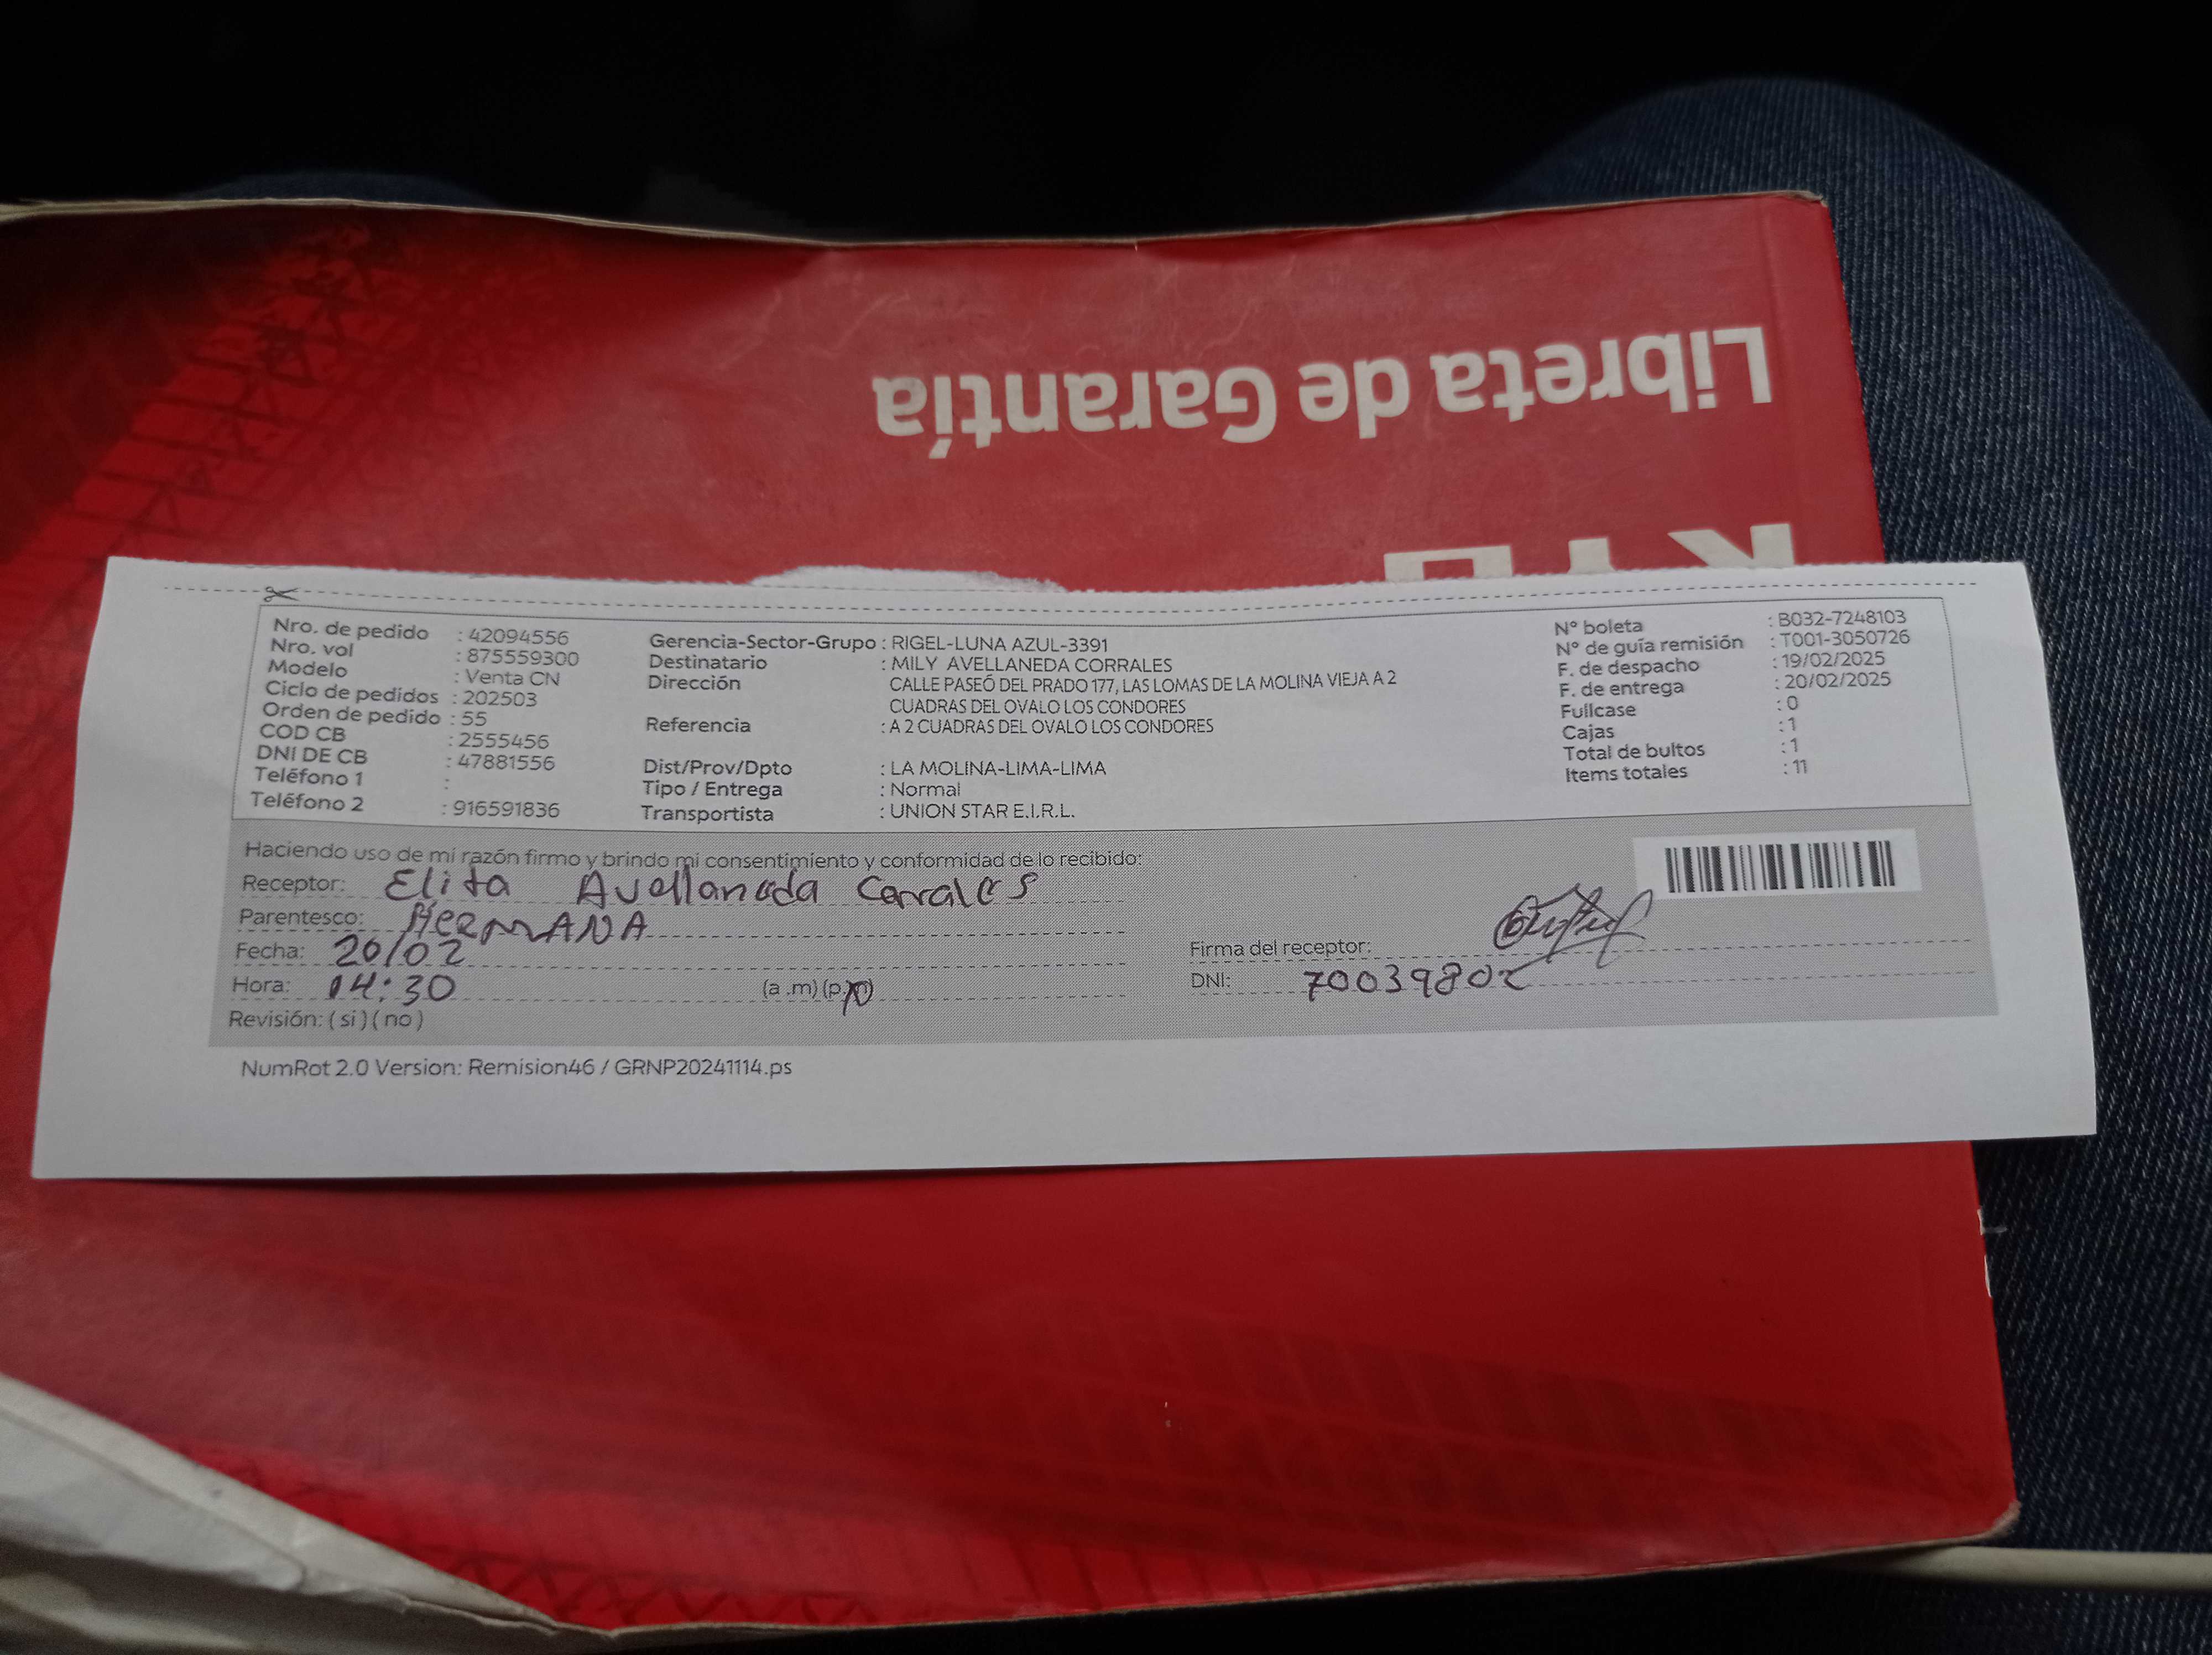 Libreta de Garantía
Nro. de pedido : 42094556
Nro. vol : 875559300
Modelo : Venta CN
Ciclo de pedidos : 202503
Orden de pedido : 55
COD CB : 2555456
DNI DE CB : 47881556
Teléfono 1 :
Teléfono 2 : 916591836
Gerencia-Sector-Grupo : RIGEL-LUNA AZUL-3391
Destinatario : MILY AVELLANEDA CORRALES
Dirección CALLE PASEÓ DEL PRADO 177, LAS LOMAS DE LA MOLINA VIEJA A 2
CUADRAS DEL OVALO LOS CONDORES
Referencia : A 2 CUADRAS DEL OVALO LOS CONDORES
Dist/Prov/Dpto : LA MOLINA-LIMA-LIMA
Tipo / Entrega : Normal
Transportista : UNION STAR E.I.R.L.
N° boleta : B032-7248103
N° de guía remisión : T001-3050726
F. de despacho : 19/02/2025
F. de entrega : 20/02/2025
Fullcase : 0
Cajas : 1
Total de bultos : 1
Items totales : 11
Haciendo uso de mi razón firmo y brindo mi consentimiento y conformidad de lo recibido:
Receptor: Elita Avellaneda Corrales
Parentesco: HERMANA
Fecha: 20/02
Hora: 14:30 (a .m) (p.m)
Revisión: ( si ) ( no )
Firma del receptor:
DNI: 70039802
NumRot 2.0 Version: Remision46 / GRNP20241114.ps